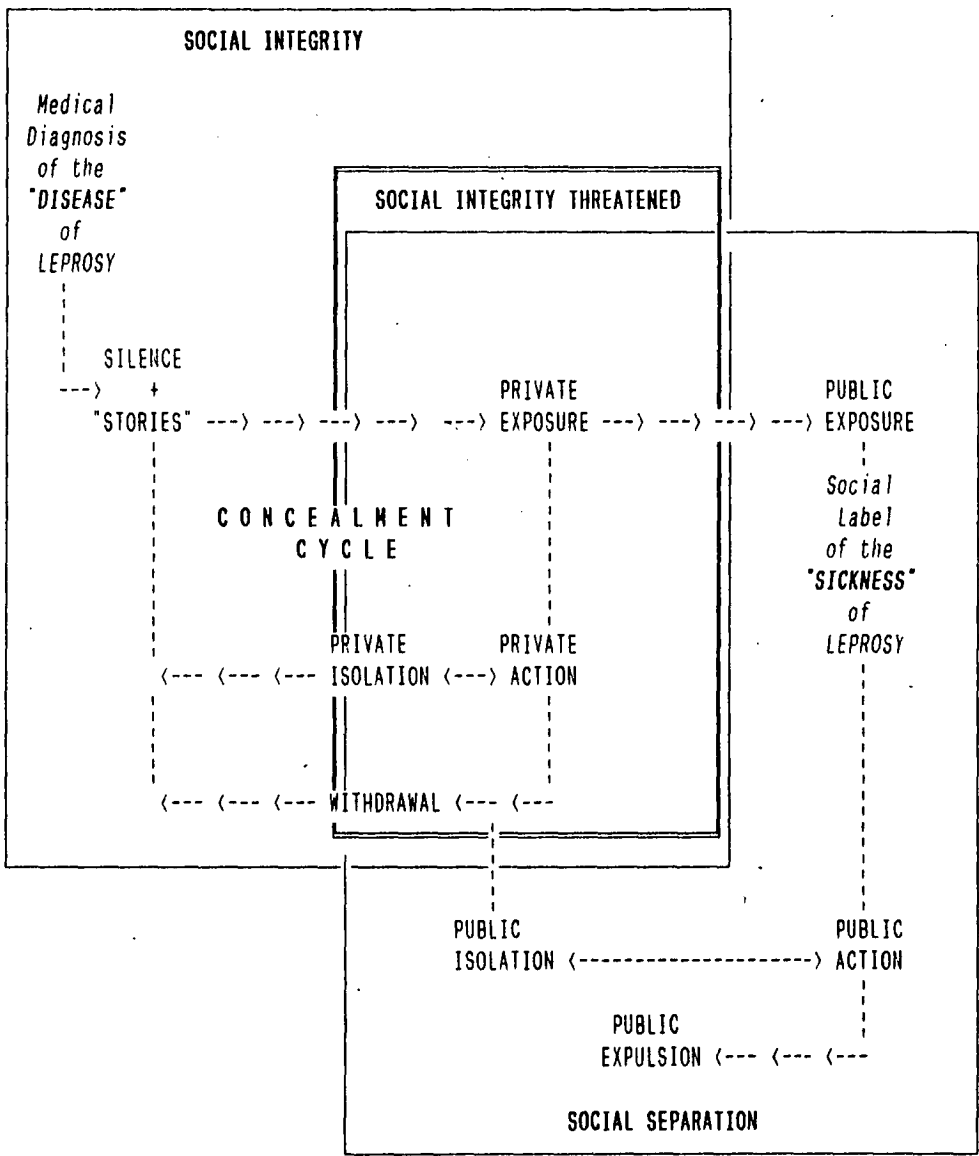 SOCIAL INTEGRITY
Medical
Diagnosis
of the
"DISEASE"
of
LEPROSY
SOCIAL INTEGRITY THREATENED
SILENCE
+
"STORIES"
PRIVATE
EXPOSURE
PUBLIC
EXPOSURE
Social
Label
of the
"SICKNESS"
of
LEPROSY
CONCEALMENT
CYCLE
PRIVATE
ISOLATION
PRIVATE
ACTION
WITHDRAWAL
PUBLIC
ISOLATION
PUBLIC
ACTION
PUBLIC
EXPULSION
SOCIAL SEPARATION